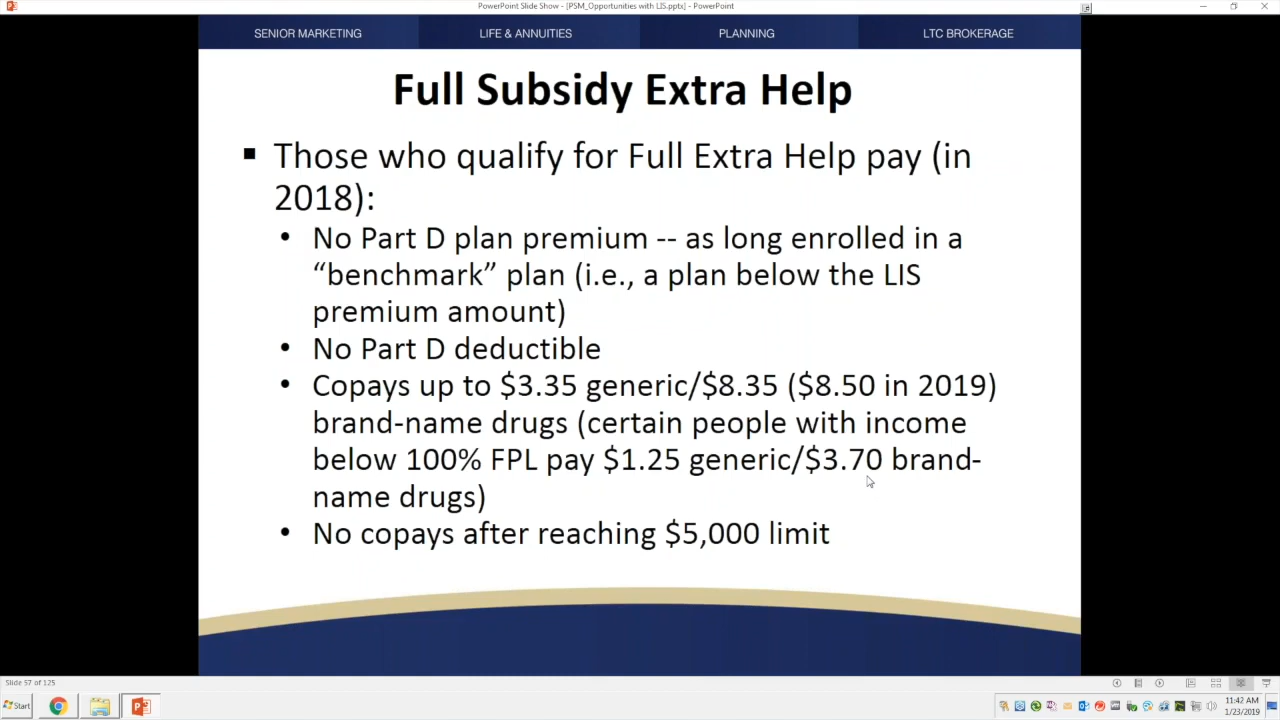 PowerPoint Slide Show - [PSM_Opportunities with LIS.pptx] - PowerPoint
SENIOR MARKETING
LIFE & ANNUITIES
PLANNING
LTC BROKERAGE
Full Subsidy Extra Help
▪ Those who qualify for Full Extra Help pay (in
2018):
• No Part D plan premium -- as long enrolled in a
“benchmark” plan (i.e., a plan below the LIS
premium amount)
• No Part D deductible
• Copays up to $3.35 generic/$8.35 ($8.50 in 2019)
brand-name drugs (certain people with income
below 100% FPL pay $1.25 generic/$3.70 brand-
name drugs)
• No copays after reaching $5,000 limit
Slide 57 of 125
Start
11:42 AM
1/23/2019